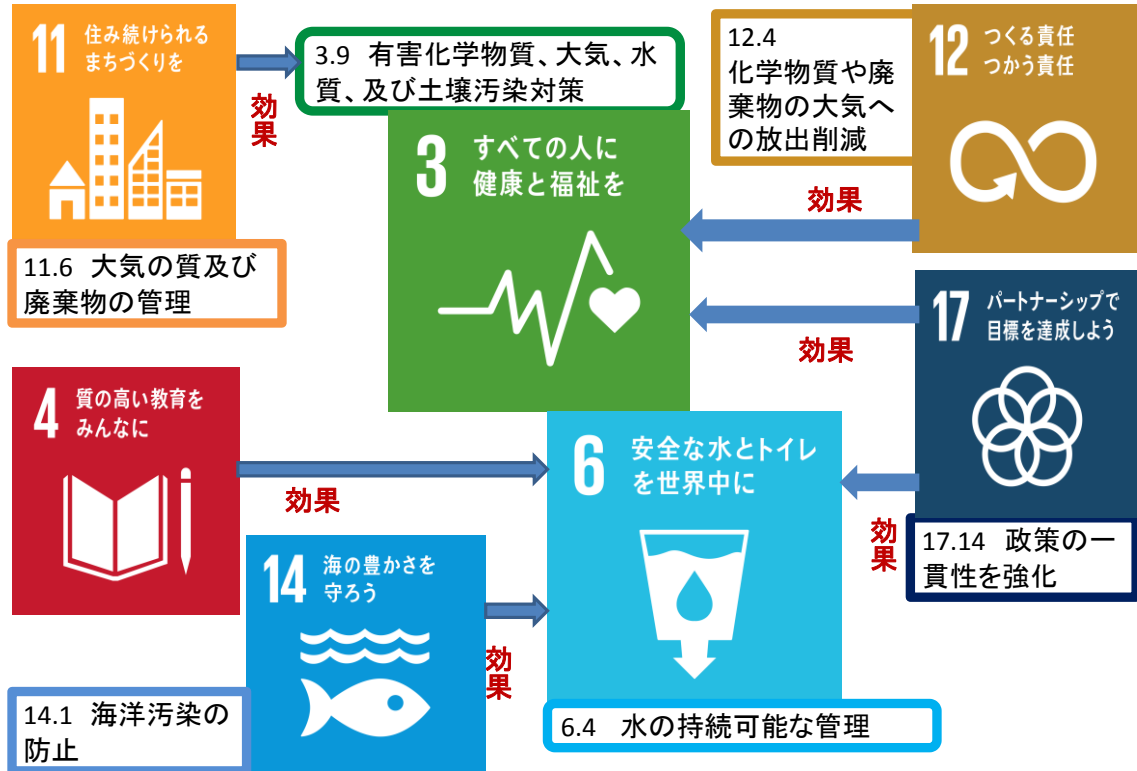 11 住み続けられる
まちづくりを
効果
11.6 大気の質及び
廃棄物の管理
3.9 有害化学物質、大気、水
質、及び土壌汚染対策
3 すべての人に
健康と福祉を
12.4
化学物質や廃
棄物の大気へ
の放出削減
12 つくる責任
つかう責任
効果
17 パートナーシップで
目標を達成しよう
効果
17.14 政策の一
貫性を強化
効果
4 質の高い教育を
みんなに
効果
6 安全な水とトイレ
を世界中に
6.4 水の持続可能な管理
14 海の豊かさを
守ろう
効果
14.1 海洋汚染の
防止